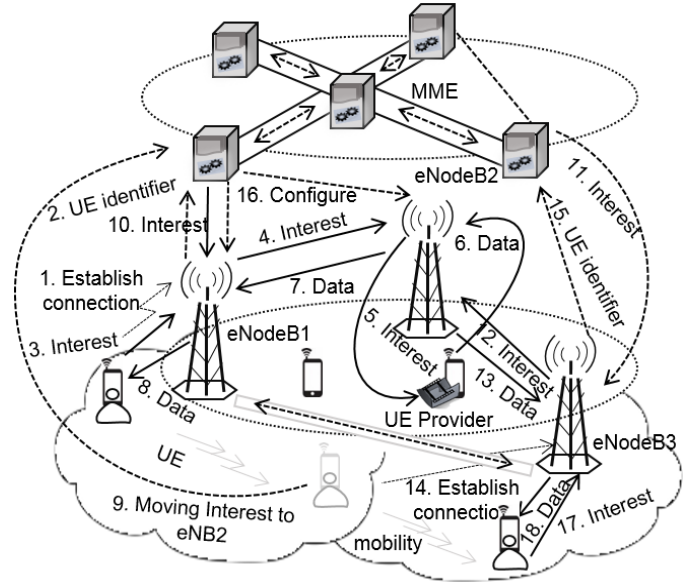 MME
eNodeB2
2. UE identifier
10. Interest
16. Configure
4. Interest
6. Data
11. Interest
15. UE identifier
1. Establish
connection
7. Data
3. Interest
eNodeB1
5. Interest
12. Interest
8. Data
13. Data
UE Provider
eNodeB3
UE
9. Moving Interest to
eNB2
14. Establish
connection
18. Data
17. Interest
mobility